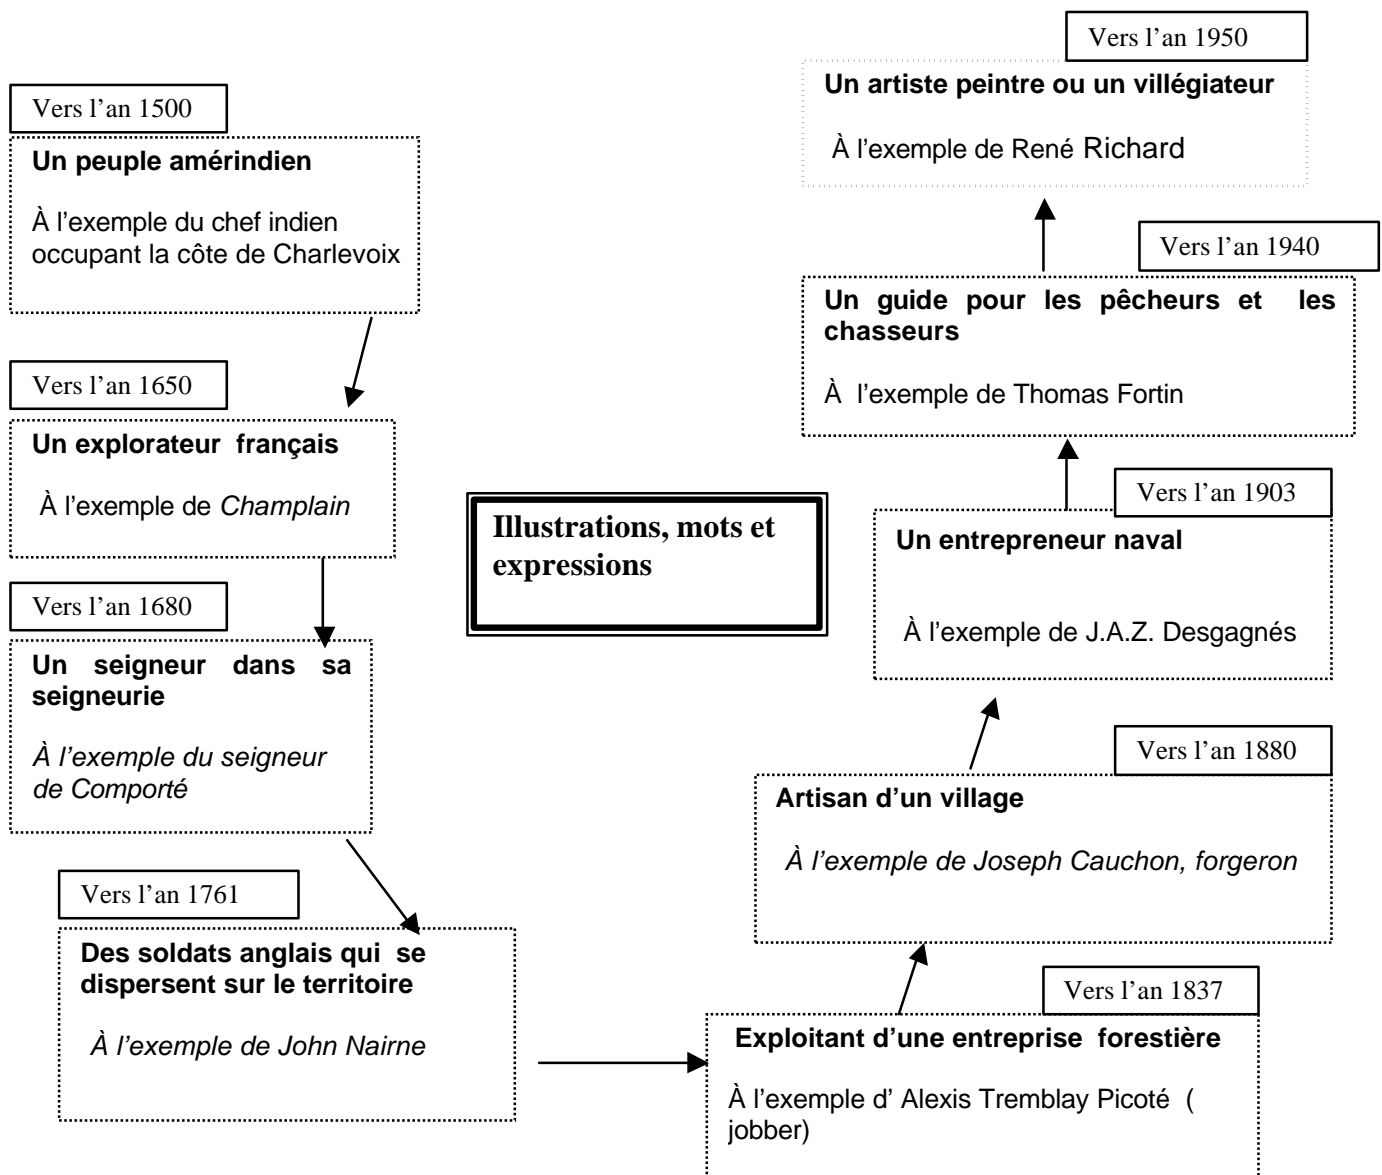 Vers l'an 1500
Un peuple amérindien
À l'exemple du chef indien
occupant la côte de Charlevoix
Vers l'an 1650
Un explorateur français
À l'exemple de Champlain
Vers l'an 1680
Un seigneur dans sa
seigneurie
À l'exemple du seigneur
de Comporté
Vers l'an 1761
Des soldats anglais qui se
dispersent sur le territoire
À l'exemple de John Nairne
Illustrations, mots et
expressions
Vers l'an 1837
Exploitant d'une entreprise forestière
À l'exemple d' Alexis Tremblay Picoté (
jobber)
Vers l'an 1880
Artisan d'un village
À l'exemple de Joseph Cauchon, forgeron
Vers l'an 1903
Un entrepreneur naval
À l'exemple de J.A.Z. Desgagnés
Vers l'an 1940
Un guide pour les pêcheurs et les
chasseurs
À l'exemple de Thomas Fortin
Vers l'an 1950
Un artiste peintre ou un villégiateur
À l'exemple de René Richard